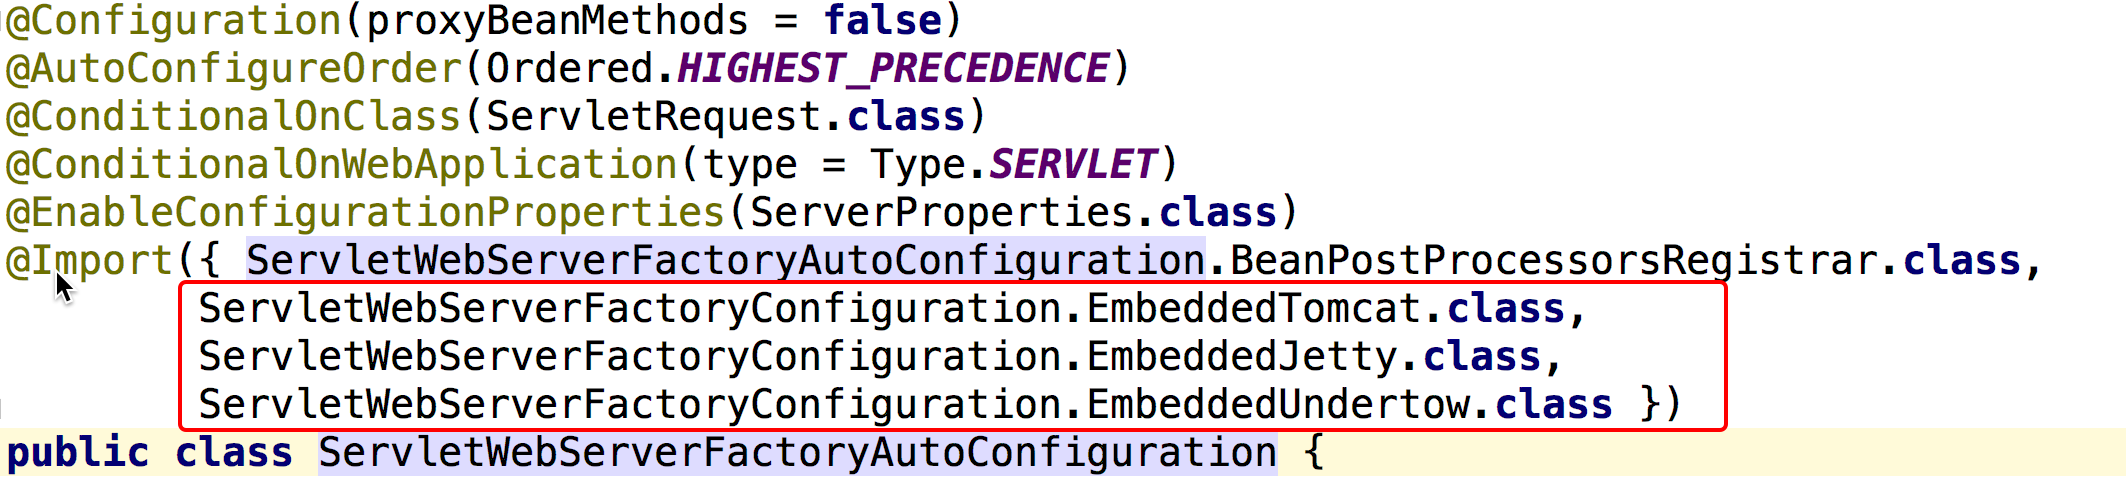 @Configuration(proxyBeanMethods = false)
@AutoConfigureOrder(Ordered.HIGHEST_PRECEDENCE)
@ConditionalOnClass(ServletRequest.class)
@ConditionalOnWebApplication(type = Type.SERVLET)
@EnableConfigurationProperties(ServerProperties.class)
@Import({ ServletWebServerFactoryAutoConfiguration.BeanPostProcessorsRegistrar.class,
ServletWebServerFactoryConfiguration.EmbeddedTomcat.class,
ServletWebServerFactoryConfiguration.EmbeddedJetty.class,
ServletWebServerFactoryConfiguration.EmbeddedUndertow.class })
public class ServletWebServerFactoryAutoConfiguration {